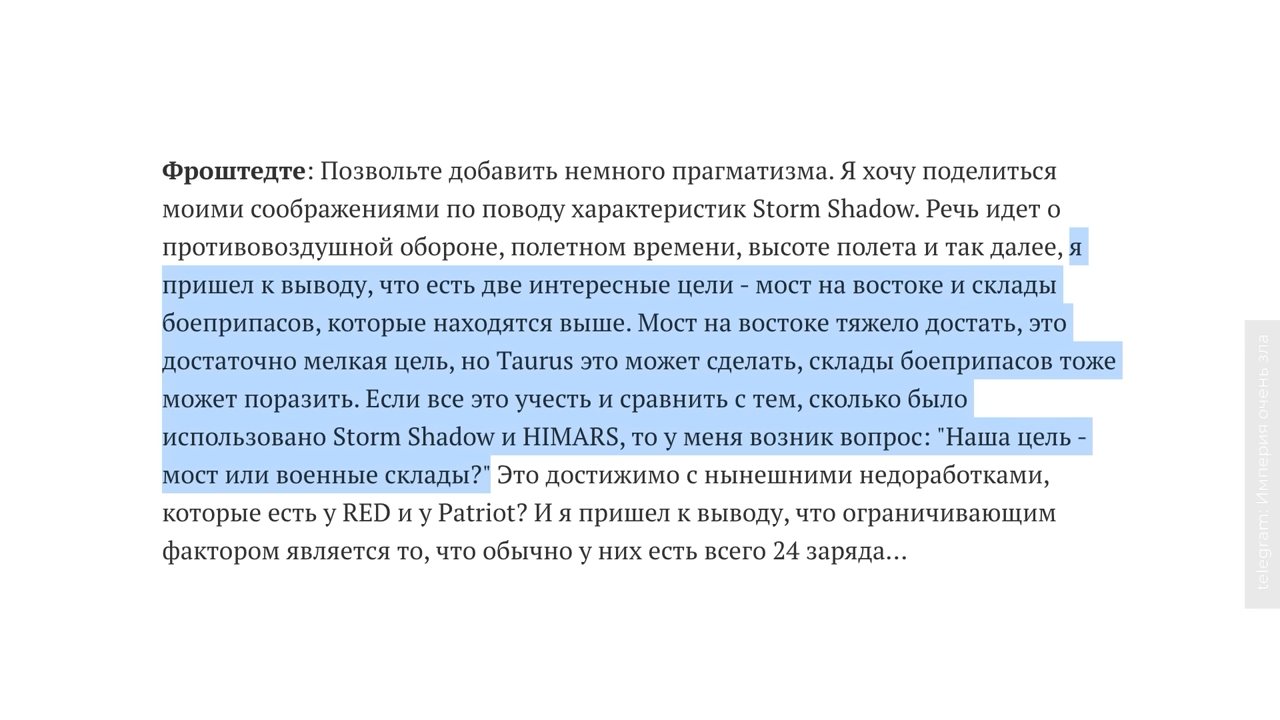 Фроштедте: Позвольте добавить немного прагматизма. Я хочу поделиться
моими соображениями по поводу характеристик Storm Shadow. Речь идет о
противовоздушной обороне, полетном времени, высоте полета и так далее, я
пришел к выводу, что есть две интересные цели - мост на востоке и склады
боеприпасов, которые находятся выше. Мост на востоке тяжело достать, это
достаточно мелкая цель, но Taurus это может сделать, склады боеприпасов тоже
может поразить. Если все это учесть и сравнить с тем, сколько было
использовано Storm Shadow и HIMARS, то у меня возник вопрос: "Наша цель -
мост или военные склады?" Это достижимо с нынешними недоработками,
которые есть у RED и у Patriot? И я пришел к выводу, что ограничивающим
фактором является то, что обычно у них есть всего 24 заряда...
telegram: Империя очень зла